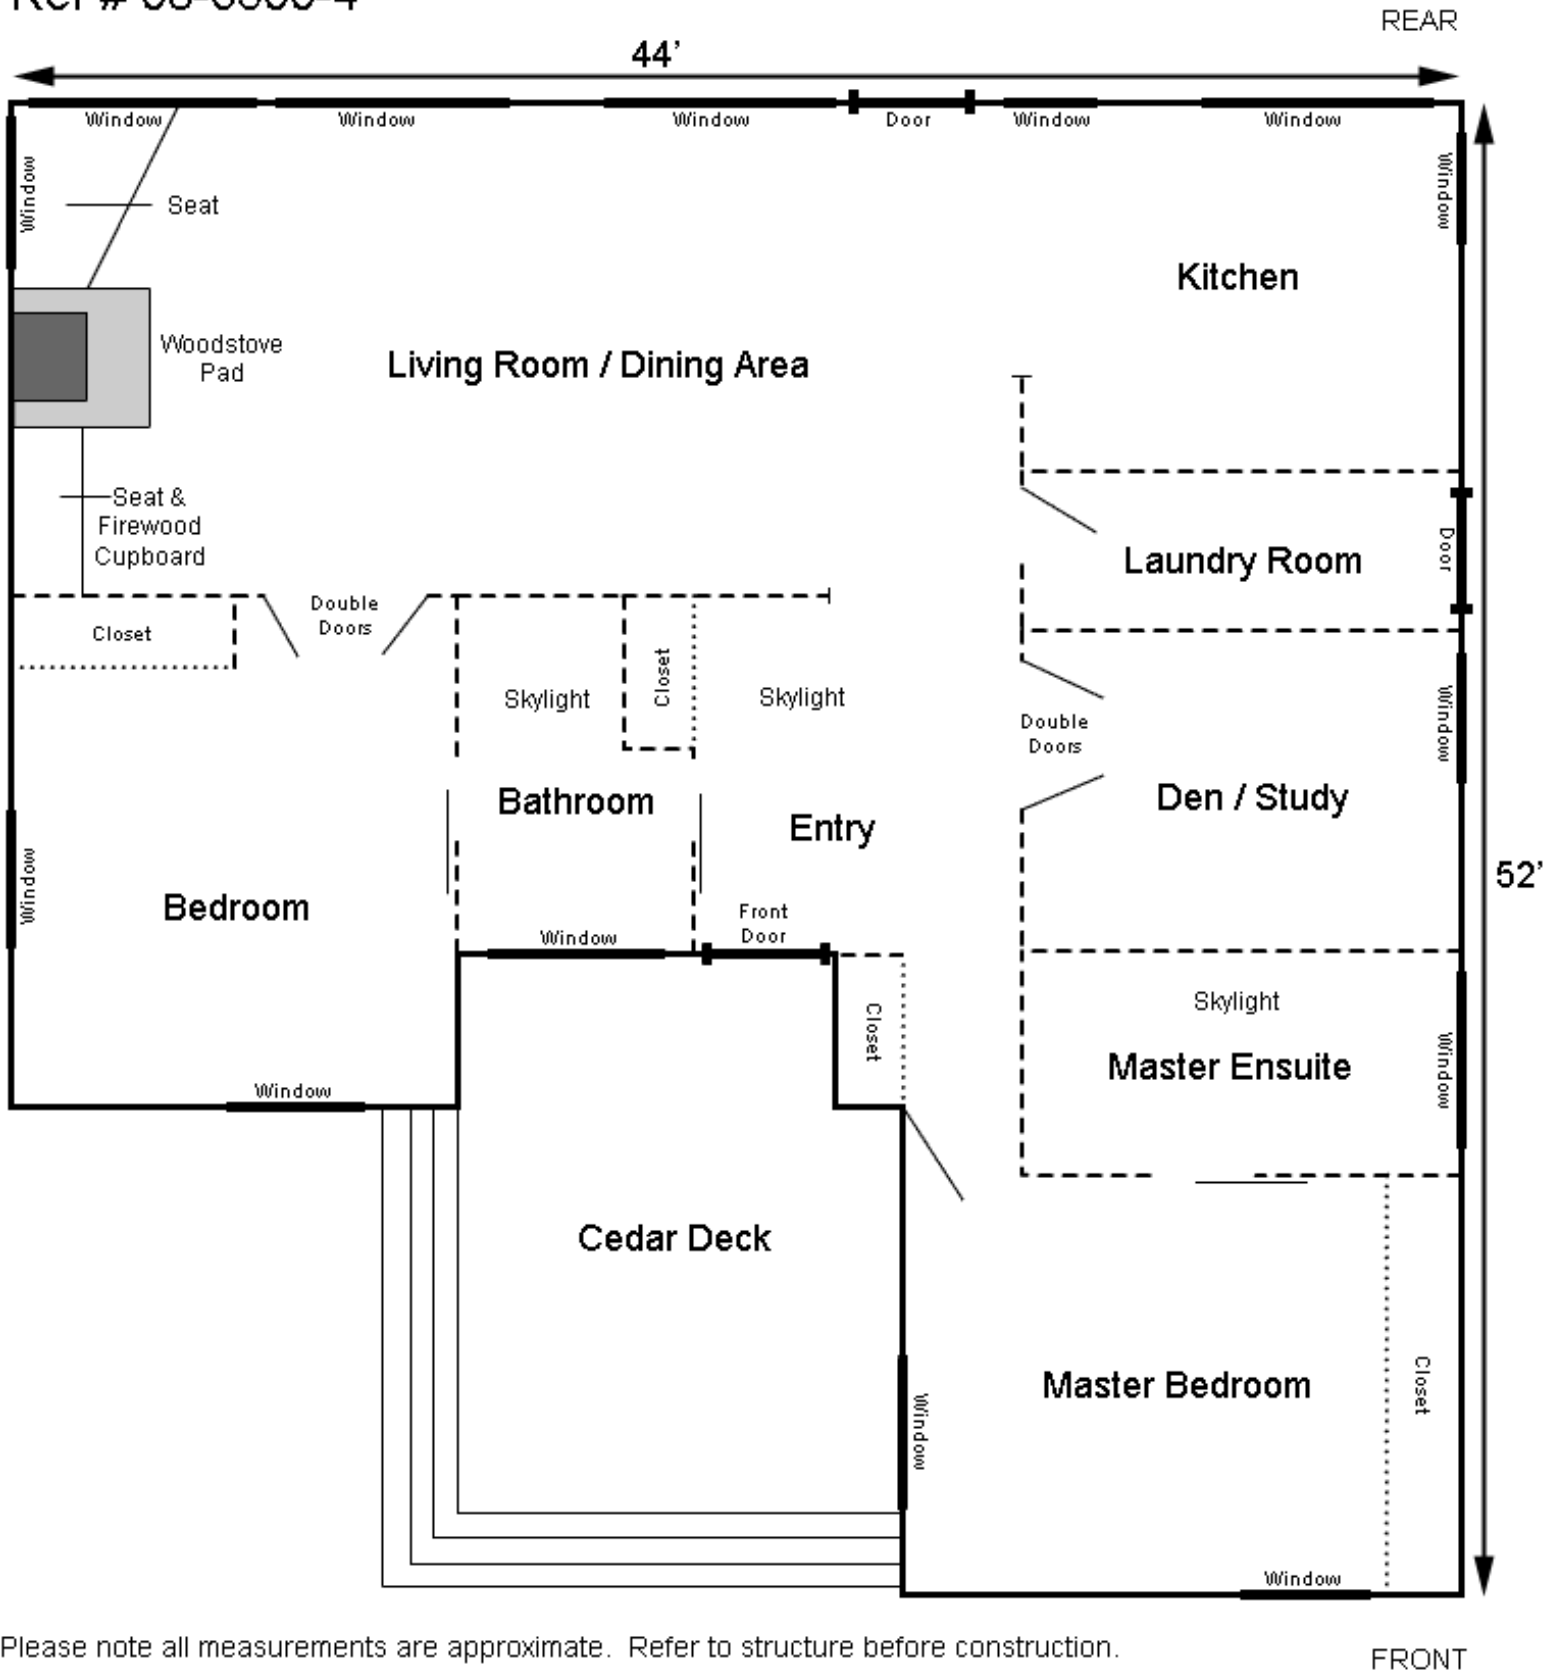 REAR
44'
Window
Window
Window
Door
Window
Window
Window
Window
Seat
Kitchen
Woodstove
Pad
Living Room / Dining Area
Seat &
Firewood
Cupboard
Door
Laundry Room
Double
Doors
Closet
Closet
Skylight
Skylight
Window
Double
Doors
Bathroom
Den / Study
Entry
52'
Window
Bedroom
Front
Door
Window
Skylight
Closet
Master Ensuite
Window
Window
Cedar Deck
Master Bedroom
Closet
Window
Window
Please note all measurements are approximate.  Refer to structure before construction.
FRONT